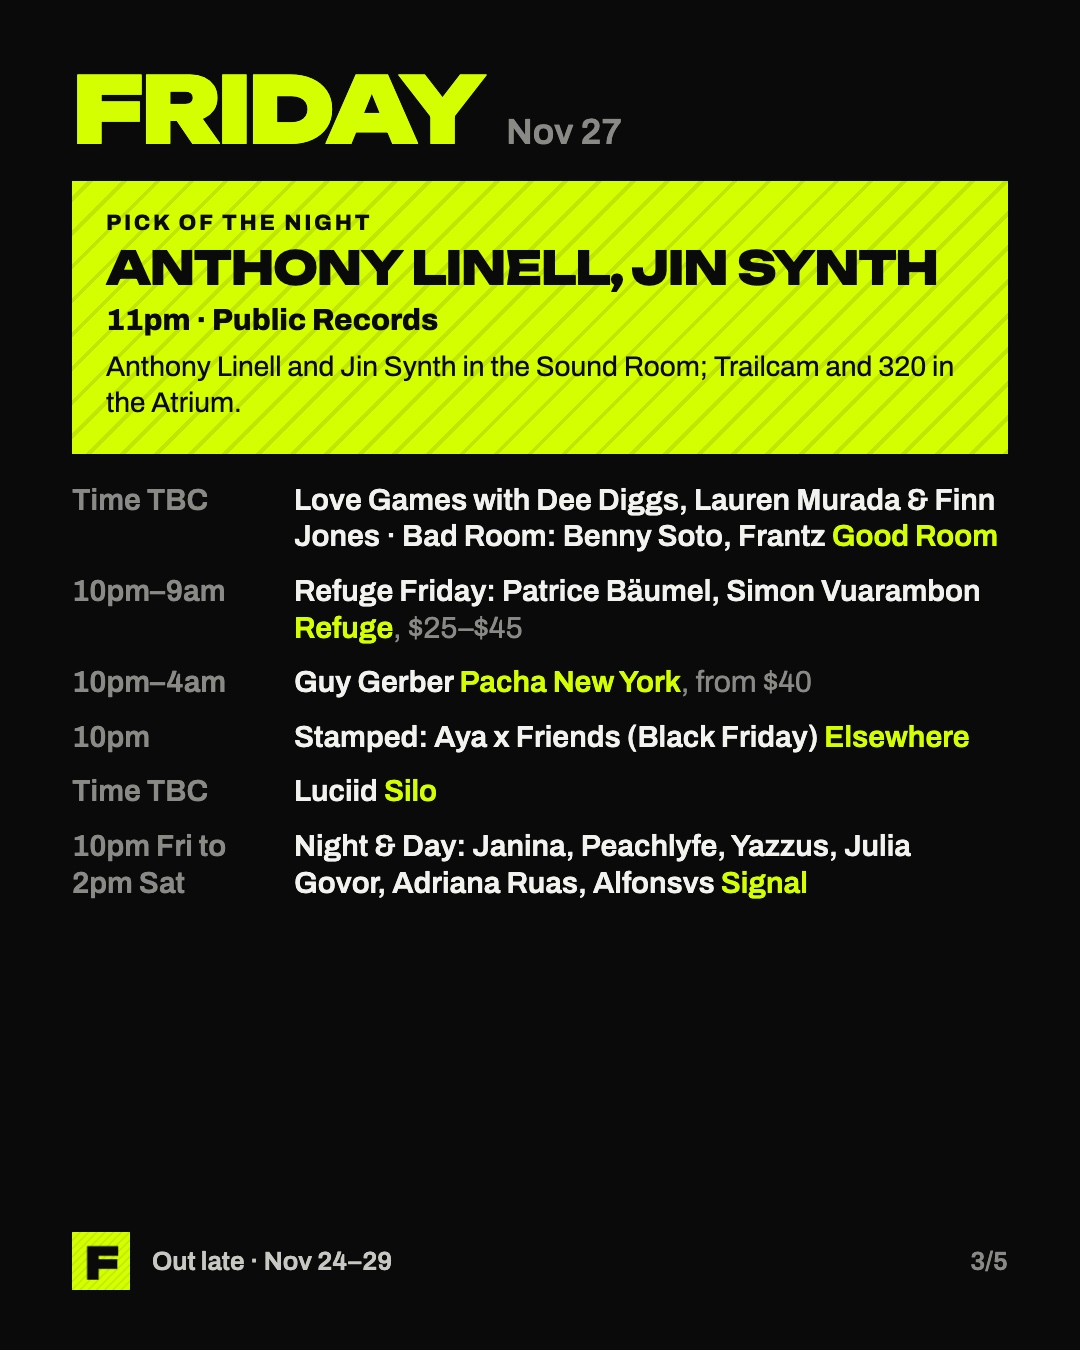 FRIDAY Nov 27
PICK OF THE NIGHT
ANTHONY LINELL, JIN SYNTH
11pm · Public Records
Anthony Linell and Jin Synth in the Sound Room; Trailcam and 320 in
the Atrium.
Time TBC Love Games with Dee Diggs, Lauren Murada & Finn
Jones · Bad Room: Benny Soto, Frantz Good Room
10pm–9am Refuge Friday: Patrice Bäumel, Simon Vuarambon
Refuge, $25–$45
10pm–4am Guy Gerber Pacha New York, from $40
10pm Stamped: Aya x Friends (Black Friday) Elsewhere
Time TBC Luciid Silo
10pm Fri to Night & Day: Janina, Peachlyfe, Yazzus, Julia
2pm Sat Govor, Adriana Ruas, Alfonsvs Signal
F Out late · Nov 24–29 3/5